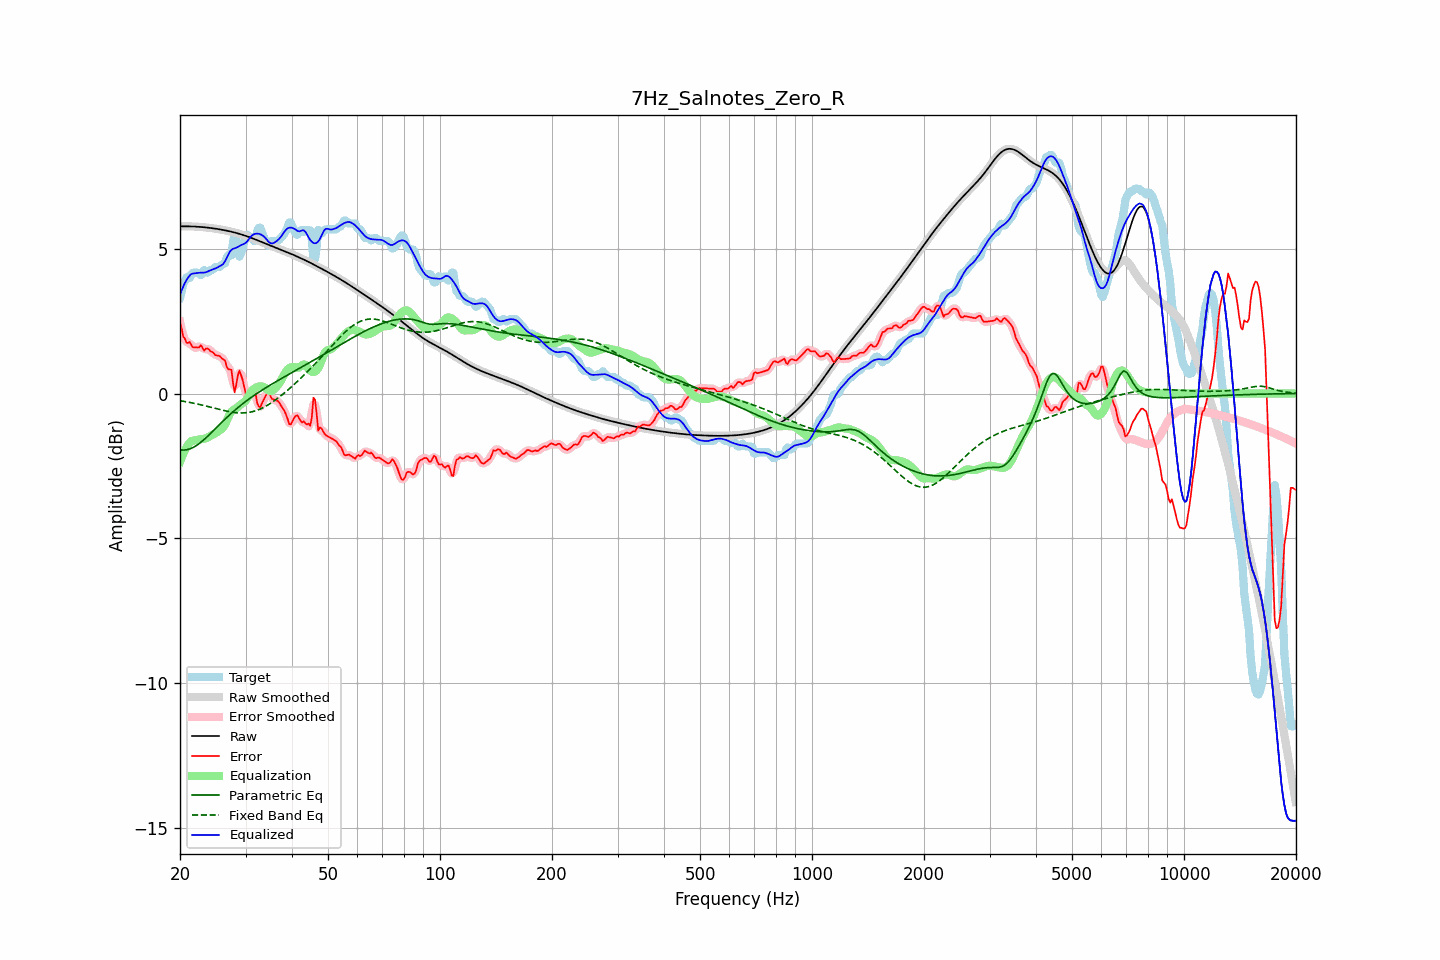 7Hz_Salnotes_Zero_R
Amplitude (dBr)
5
0
−5
−10
−15
Target
Raw Smoothed
Error Smoothed
Raw
Error
Equalization
Parametric Eq
Fixed Band Eq
Equalized
20 50 100 200 500 1000 2000 5000 10000 20000
Frequency (Hz)